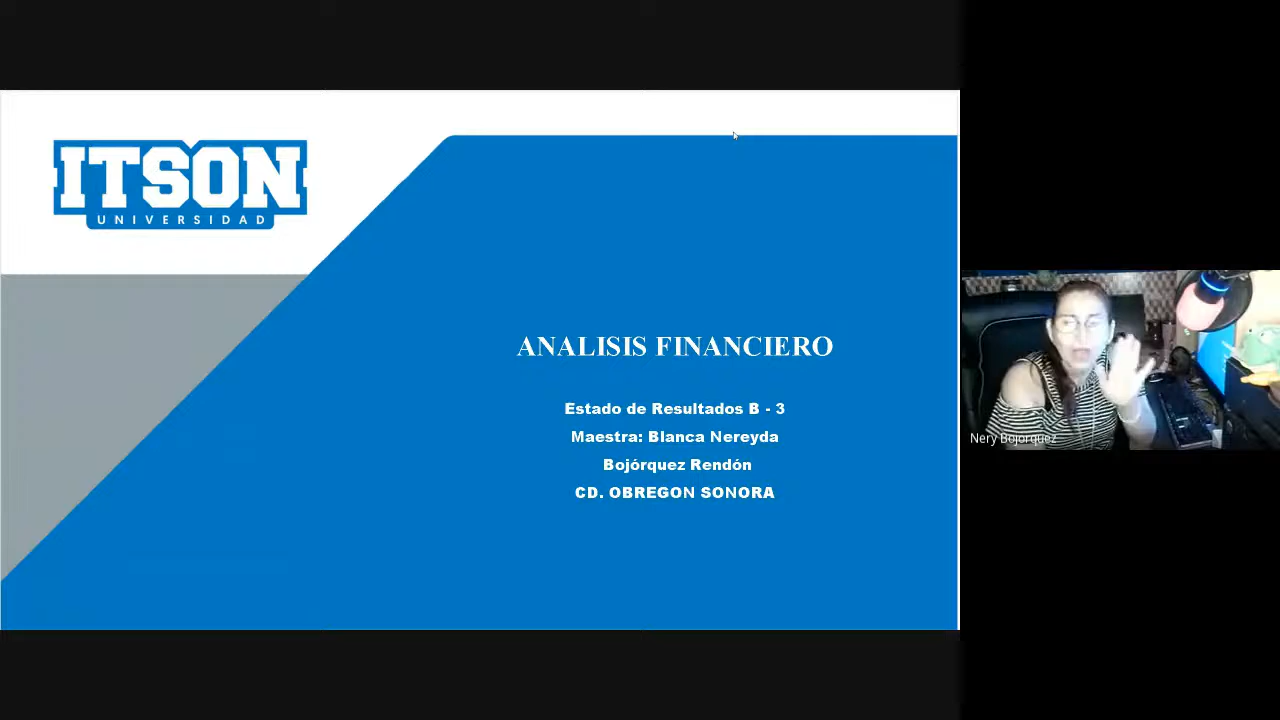 ITSON
UNIVERSIDAD
ANALISIS FINANCIERO
Estado de Resultados B - 3
Maestra: Blanca Nereyda
Bojórquez Rendón
CD. OBREGON SONORA
Nery Bojorquez